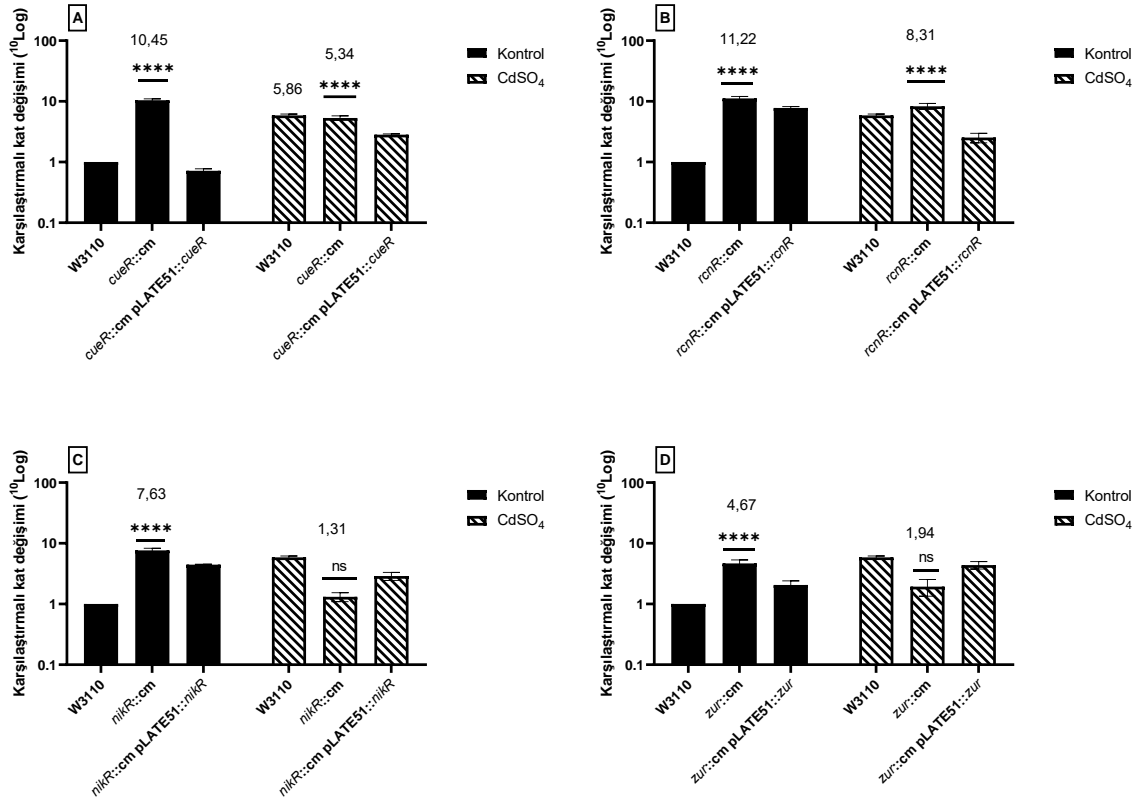 A
Karşılaştırmalı kat değişimi (10Log)
100
10
1
0.1
10,45
****
5,86
5,34
****
Kontrol
CdSO4
W3110
cueR::cm
cueR::cm pLATE51::cueR
W3110
cueR::cm
cueR::cm pLATE51::cueR
B
Karşılaştırmalı kat değişimi (10Log)
100
10
1
0.1
11,22
****
8,31
****
Kontrol
CdSO4
W3110
rcnR::cm
rcnR::cm pLATE51::rcnR
W3110
rcnR::cm
rcnR::cm pLATE51::rcnR
C
Karşılaştırmalı kat değişimi (10Log)
100
10
1
0.1
7,63
****
1,31
ns
Kontrol
CdSO4
W3110
nikR::cm
nikR::cm pLATE51::nikR
W3110
nikR::cm
nikR::cm pLATE51::nikR
D
Karşılaştırmalı kat değişimi (10Log)
100
10
1
0.1
4,67
****
1,94
ns
Kontrol
CdSO4
W3110
zur::cm
zur::cm pLATE51::zur
W3110
zur::cm
zur::cm pLATE51::zur